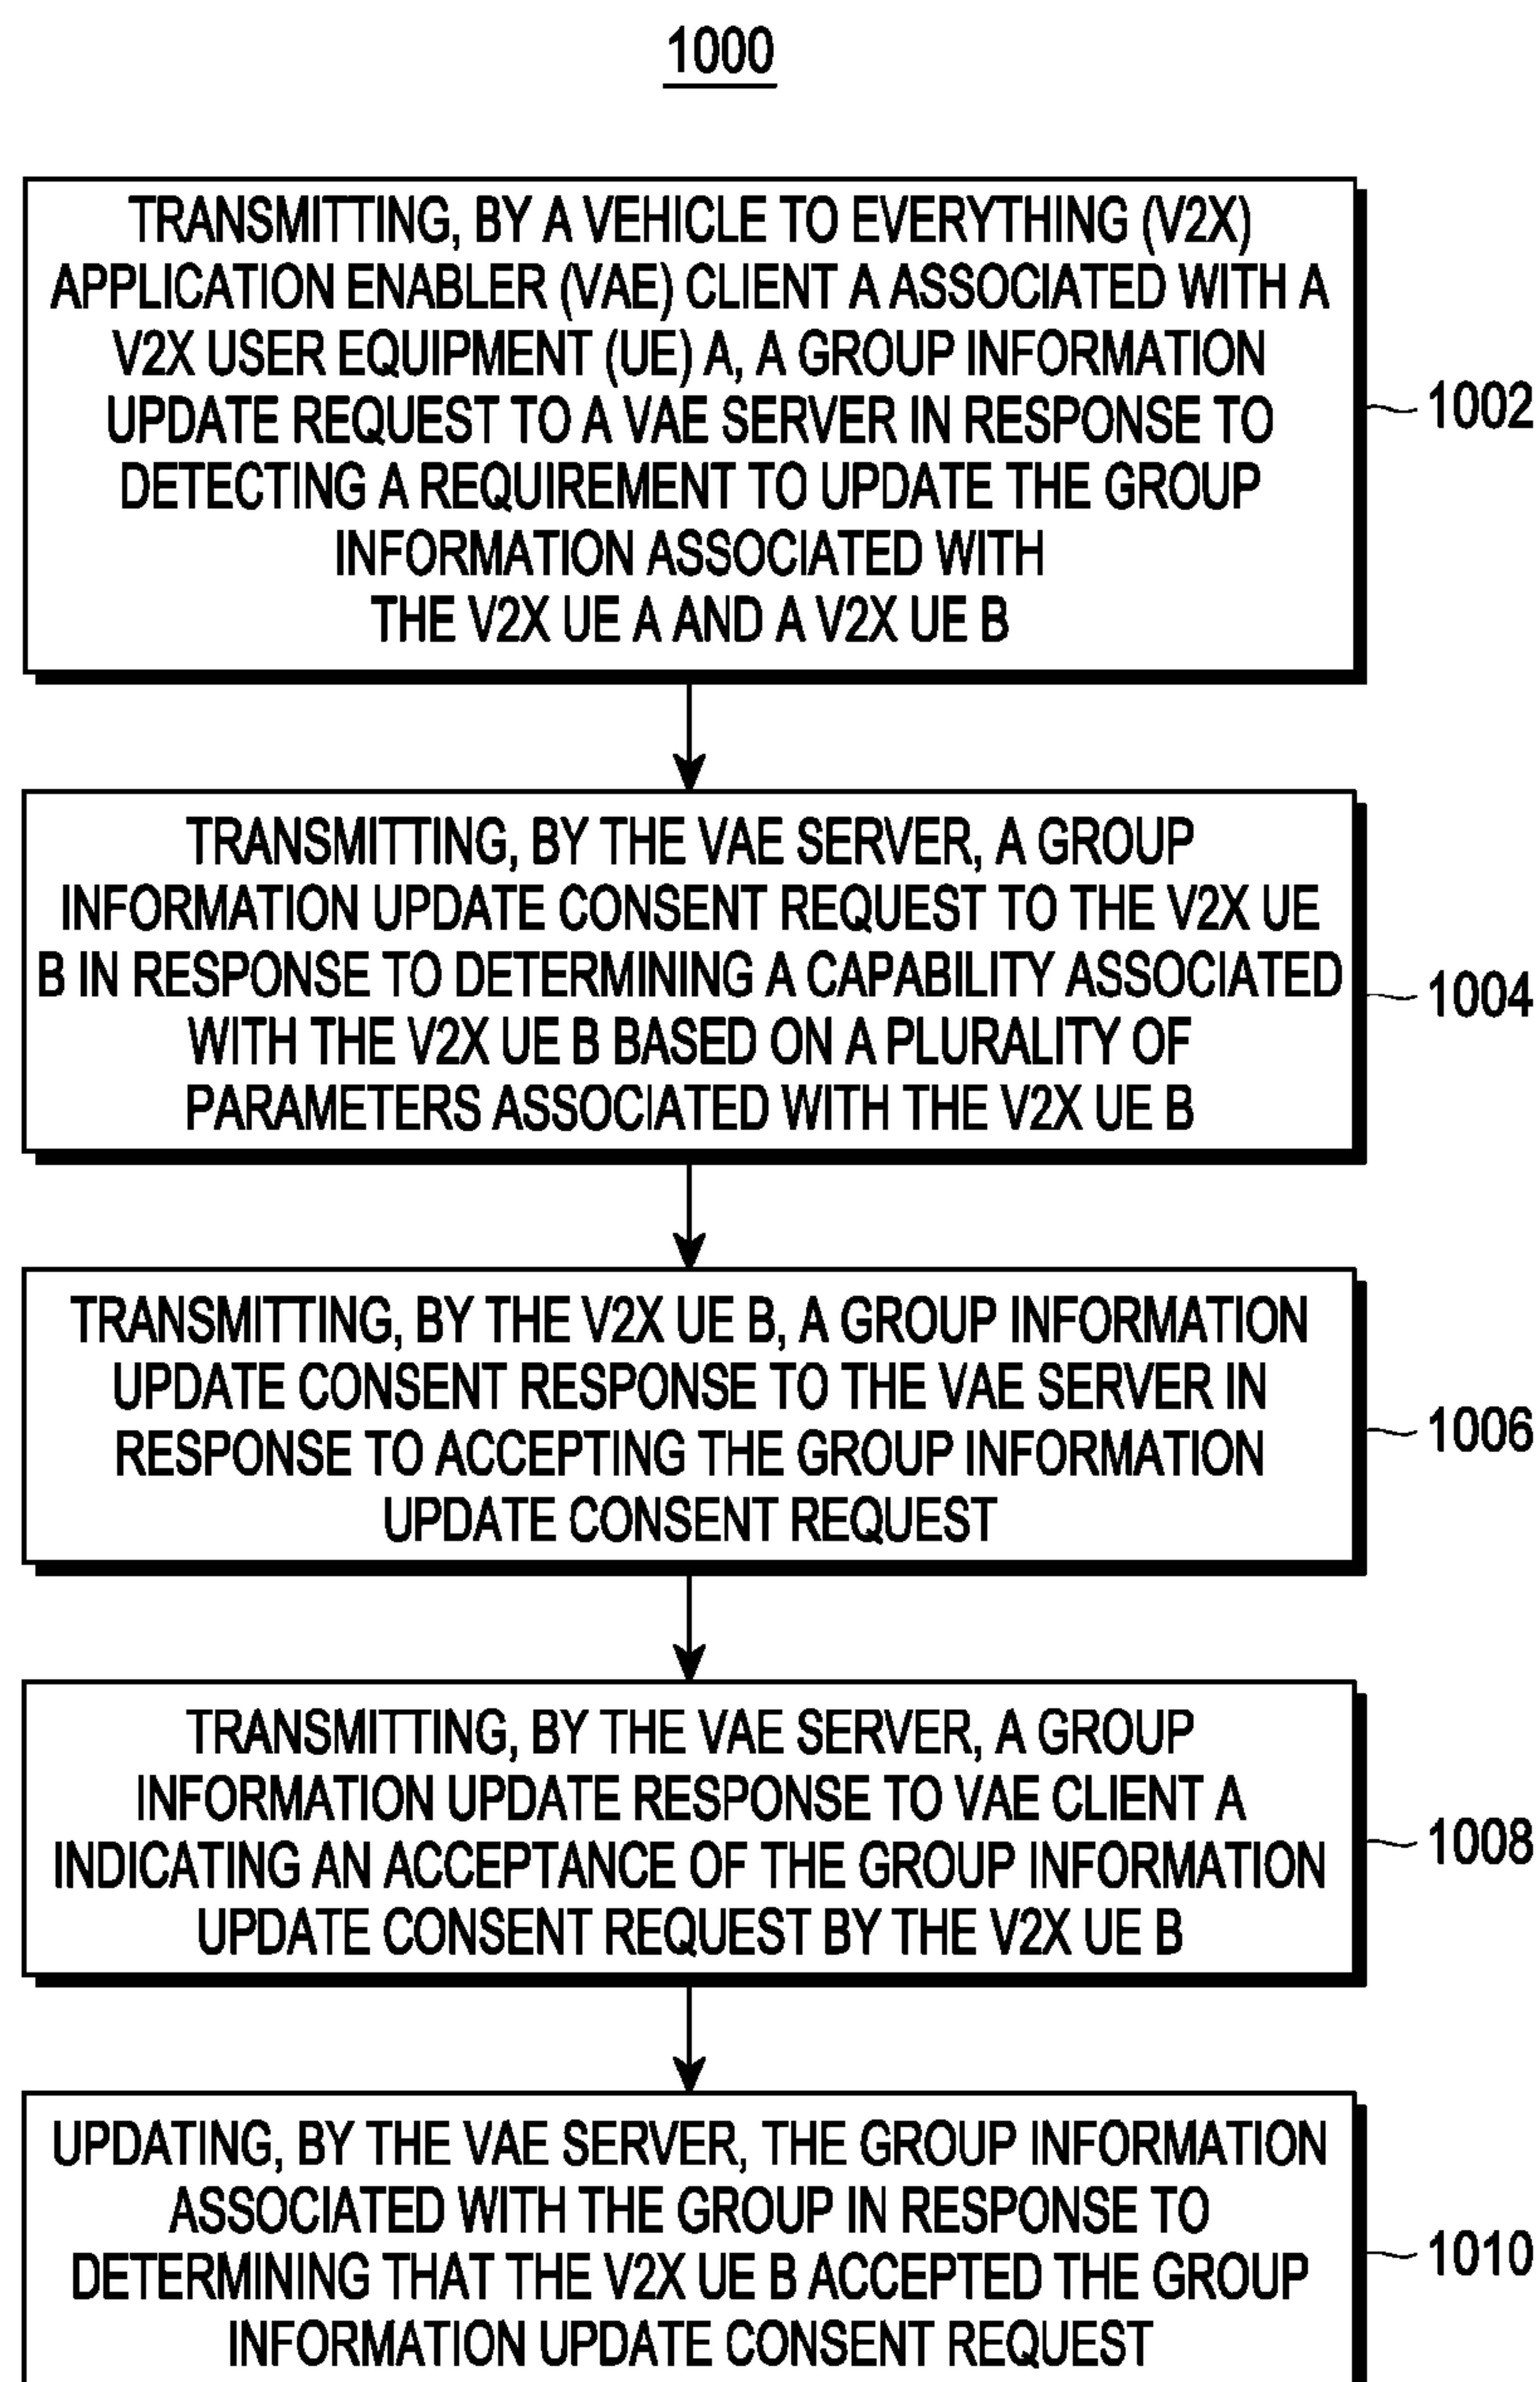 1000
TRANSMITTING, BY A VEHICLE TO EVERYTHING (V2X)
APPLICATION ENABLER (VAE) CLIENT A ASSOCIATED WITH A
V2X USER EQUIPMENT (UE) A, A GROUP INFORMATION
UPDATE REQUEST TO A VAE SERVER IN RESPONSE TO
DETECTING A REQUIREMENT TO UPDATE THE GROUP
INFORMATION ASSOCIATED WITH
THE V2X UE A AND A V2X UE B
1002
TRANSMITTING, BY THE VAE SERVER, A GROUP
INFORMATION UPDATE CONSENT REQUEST TO THE V2X UE
B IN RESPONSE TO DETERMINING A CAPABILITY ASSOCIATED
WITH THE V2X UE B BASED ON A PLURALITY OF
PARAMETERS ASSOCIATED WITH THE V2X UE B
1004
TRANSMITTING, BY THE V2X UE B, A GROUP INFORMATION
UPDATE CONSENT RESPONSE TO THE VAE SERVER IN
RESPONSE TO ACCEPTING THE GROUP INFORMATION
UPDATE CONSENT REQUEST
1006
TRANSMITTING, BY THE VAE SERVER, A GROUP
INFORMATION UPDATE RESPONSE TO VAE CLIENT A
INDICATING AN ACCEPTANCE OF THE GROUP INFORMATION
UPDATE CONSENT REQUEST BY THE V2X UE B
1008
UPDATING, BY THE VAE SERVER, THE GROUP INFORMATION
ASSOCIATED WITH THE GROUP IN RESPONSE TO
DETERMINING THAT THE V2X UE B ACCEPTED THE GROUP
INFORMATION UPDATE CONSENT REQUEST
1010